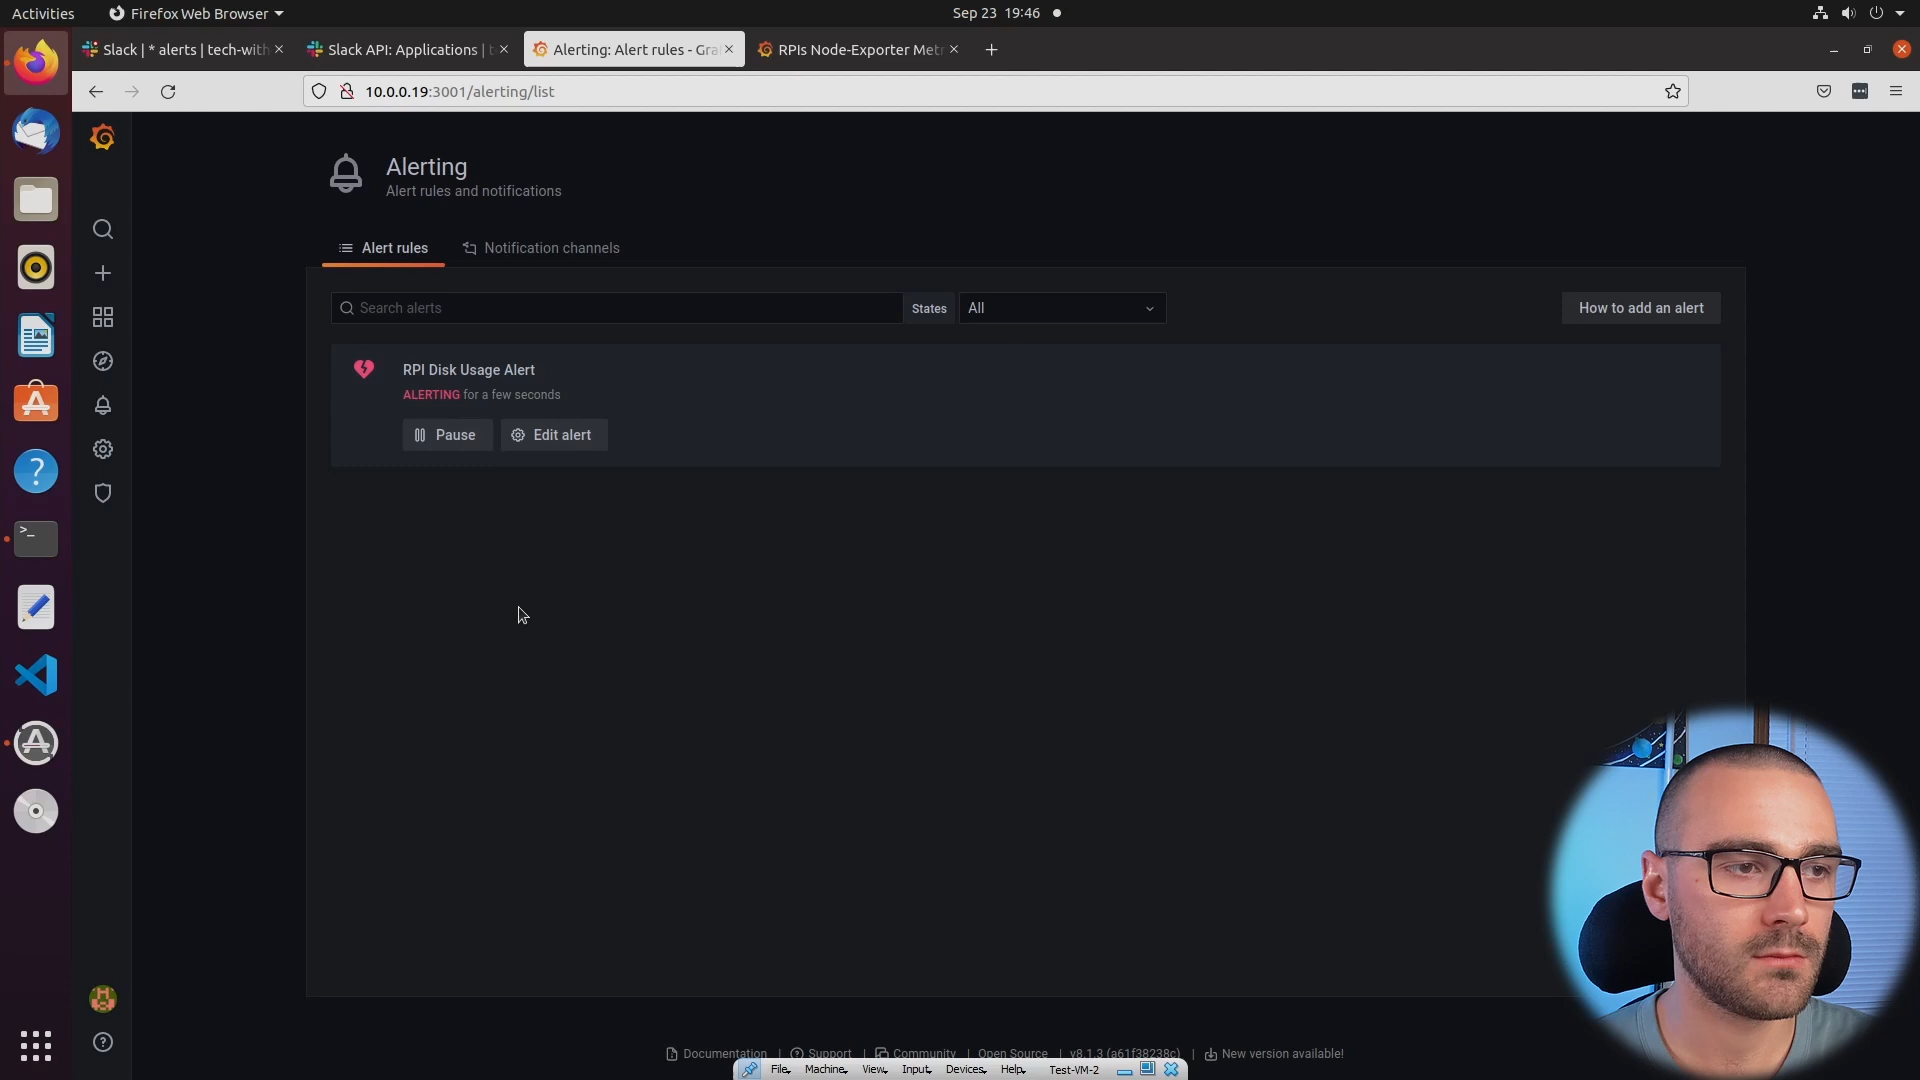 Activities
Firefox Web Browser
Sep 23 19:46
Slack | * alerts | tech-with
Slack API: Applications | t
Alerting: Alert rules - Gra
RPIs Node-Exporter Metr
10.0.0.19:3001/alerting/list
Alerting
Alert rules and notifications
Alert rules
Notification channels
Search alerts
States
All
How to add an alert
RPI Disk Usage Alert
ALERTING for a few seconds
Pause
Edit alert
Documentation | Support | Community | Open Source | v8.1.3 (a61f38238c) | New version available!
File Machine View Input Devices Help Test-VM-2